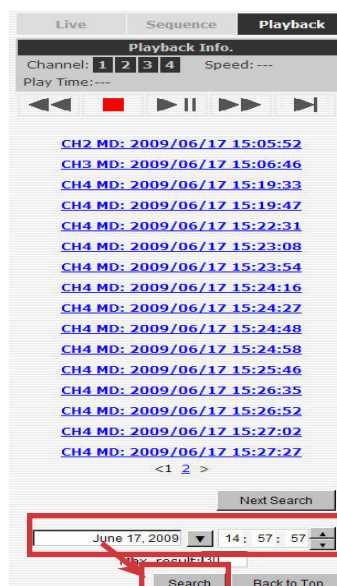 Live Sequence Playback
Playback Info.
Channel: 1 2 3 4 Speed: ---
Play Time:---
CH2 MD: 2009/06/17 15:05:52
CH3 MD: 2009/06/17 15:06:46
CH4 MD: 2009/06/17 15:19:33
CH4 MD: 2009/06/17 15:19:47
CH4 MD: 2009/06/17 15:22:31
CH4 MD: 2009/06/17 15:23:08
CH4 MD: 2009/06/17 15:23:54
CH4 MD: 2009/06/17 15:24:16
CH4 MD: 2009/06/17 15:24:27
CH4 MD: 2009/06/17 15:24:48
CH4 MD: 2009/06/17 15:24:58
CH4 MD: 2009/06/17 15:25:46
CH4 MD: 2009/06/17 15:26:35
CH4 MD: 2009/06/17 15:26:52
CH4 MD: 2009/06/17 15:27:02
CH4 MD: 2009/06/17 15:27:27
<1 2 >
Next Search
June 17, 2009 14 : 57 : 57
Max. result:30
Search Back to Top